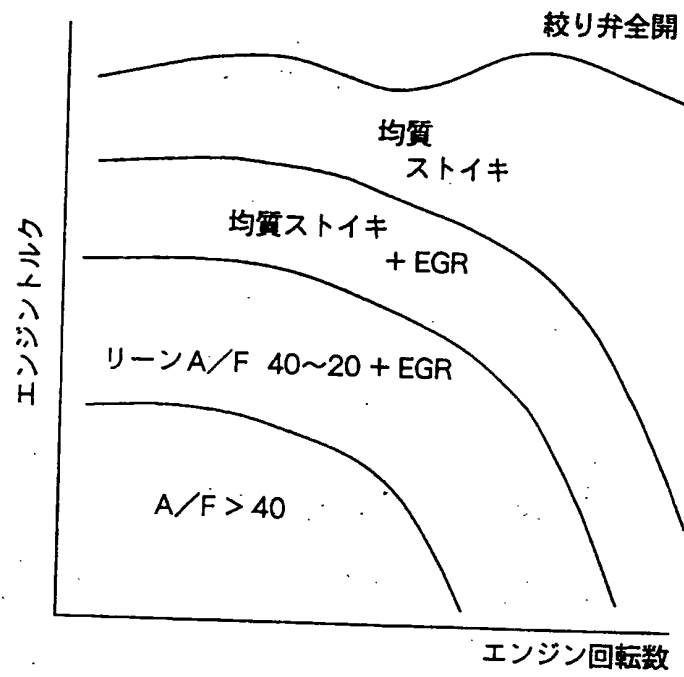 絞り弁全開
均質
ストイキ
均質ストイキ
+ EGR
エンジントルク
リーンA/F 40~20 + EGR
A/F > 40
エンジン回転数